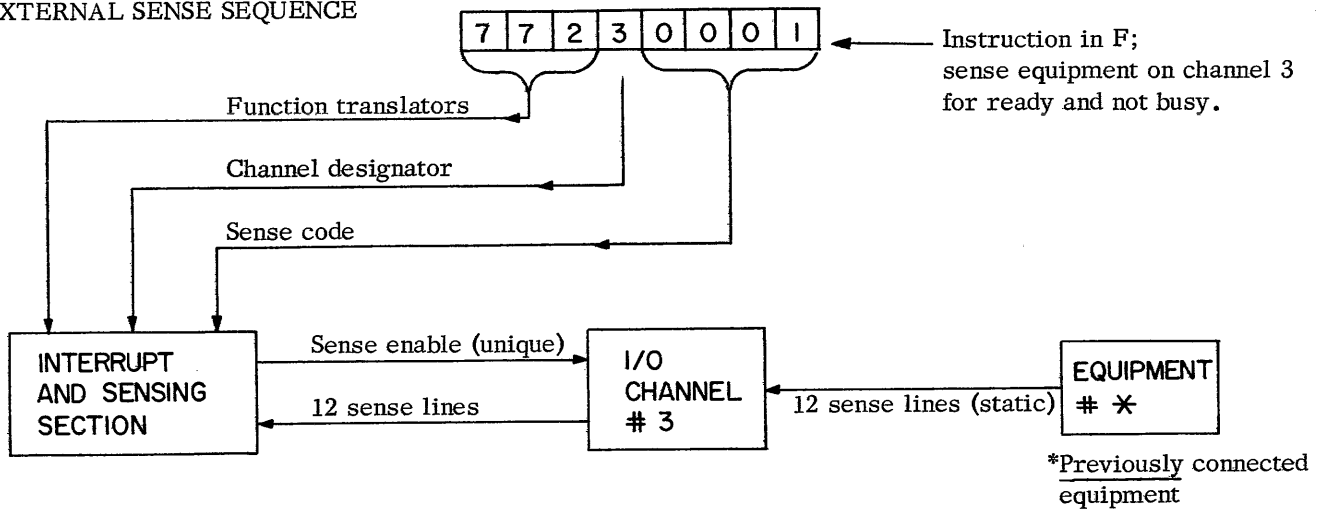 XTERNAL SENSE SEQUENCE
7 7 2 3 0 0 0 1
Instruction in F;
sense equipment on channel 3
for ready and not busy.
Function translators
Channel designator
Sense code
INTERRUPT
AND SENSING
SECTION
Sense enable (unique)
12 sense lines
I/O
CHANNEL
# 3
12 sense lines (static)
EQUIPMENT
# *
*Previously connected
equipment